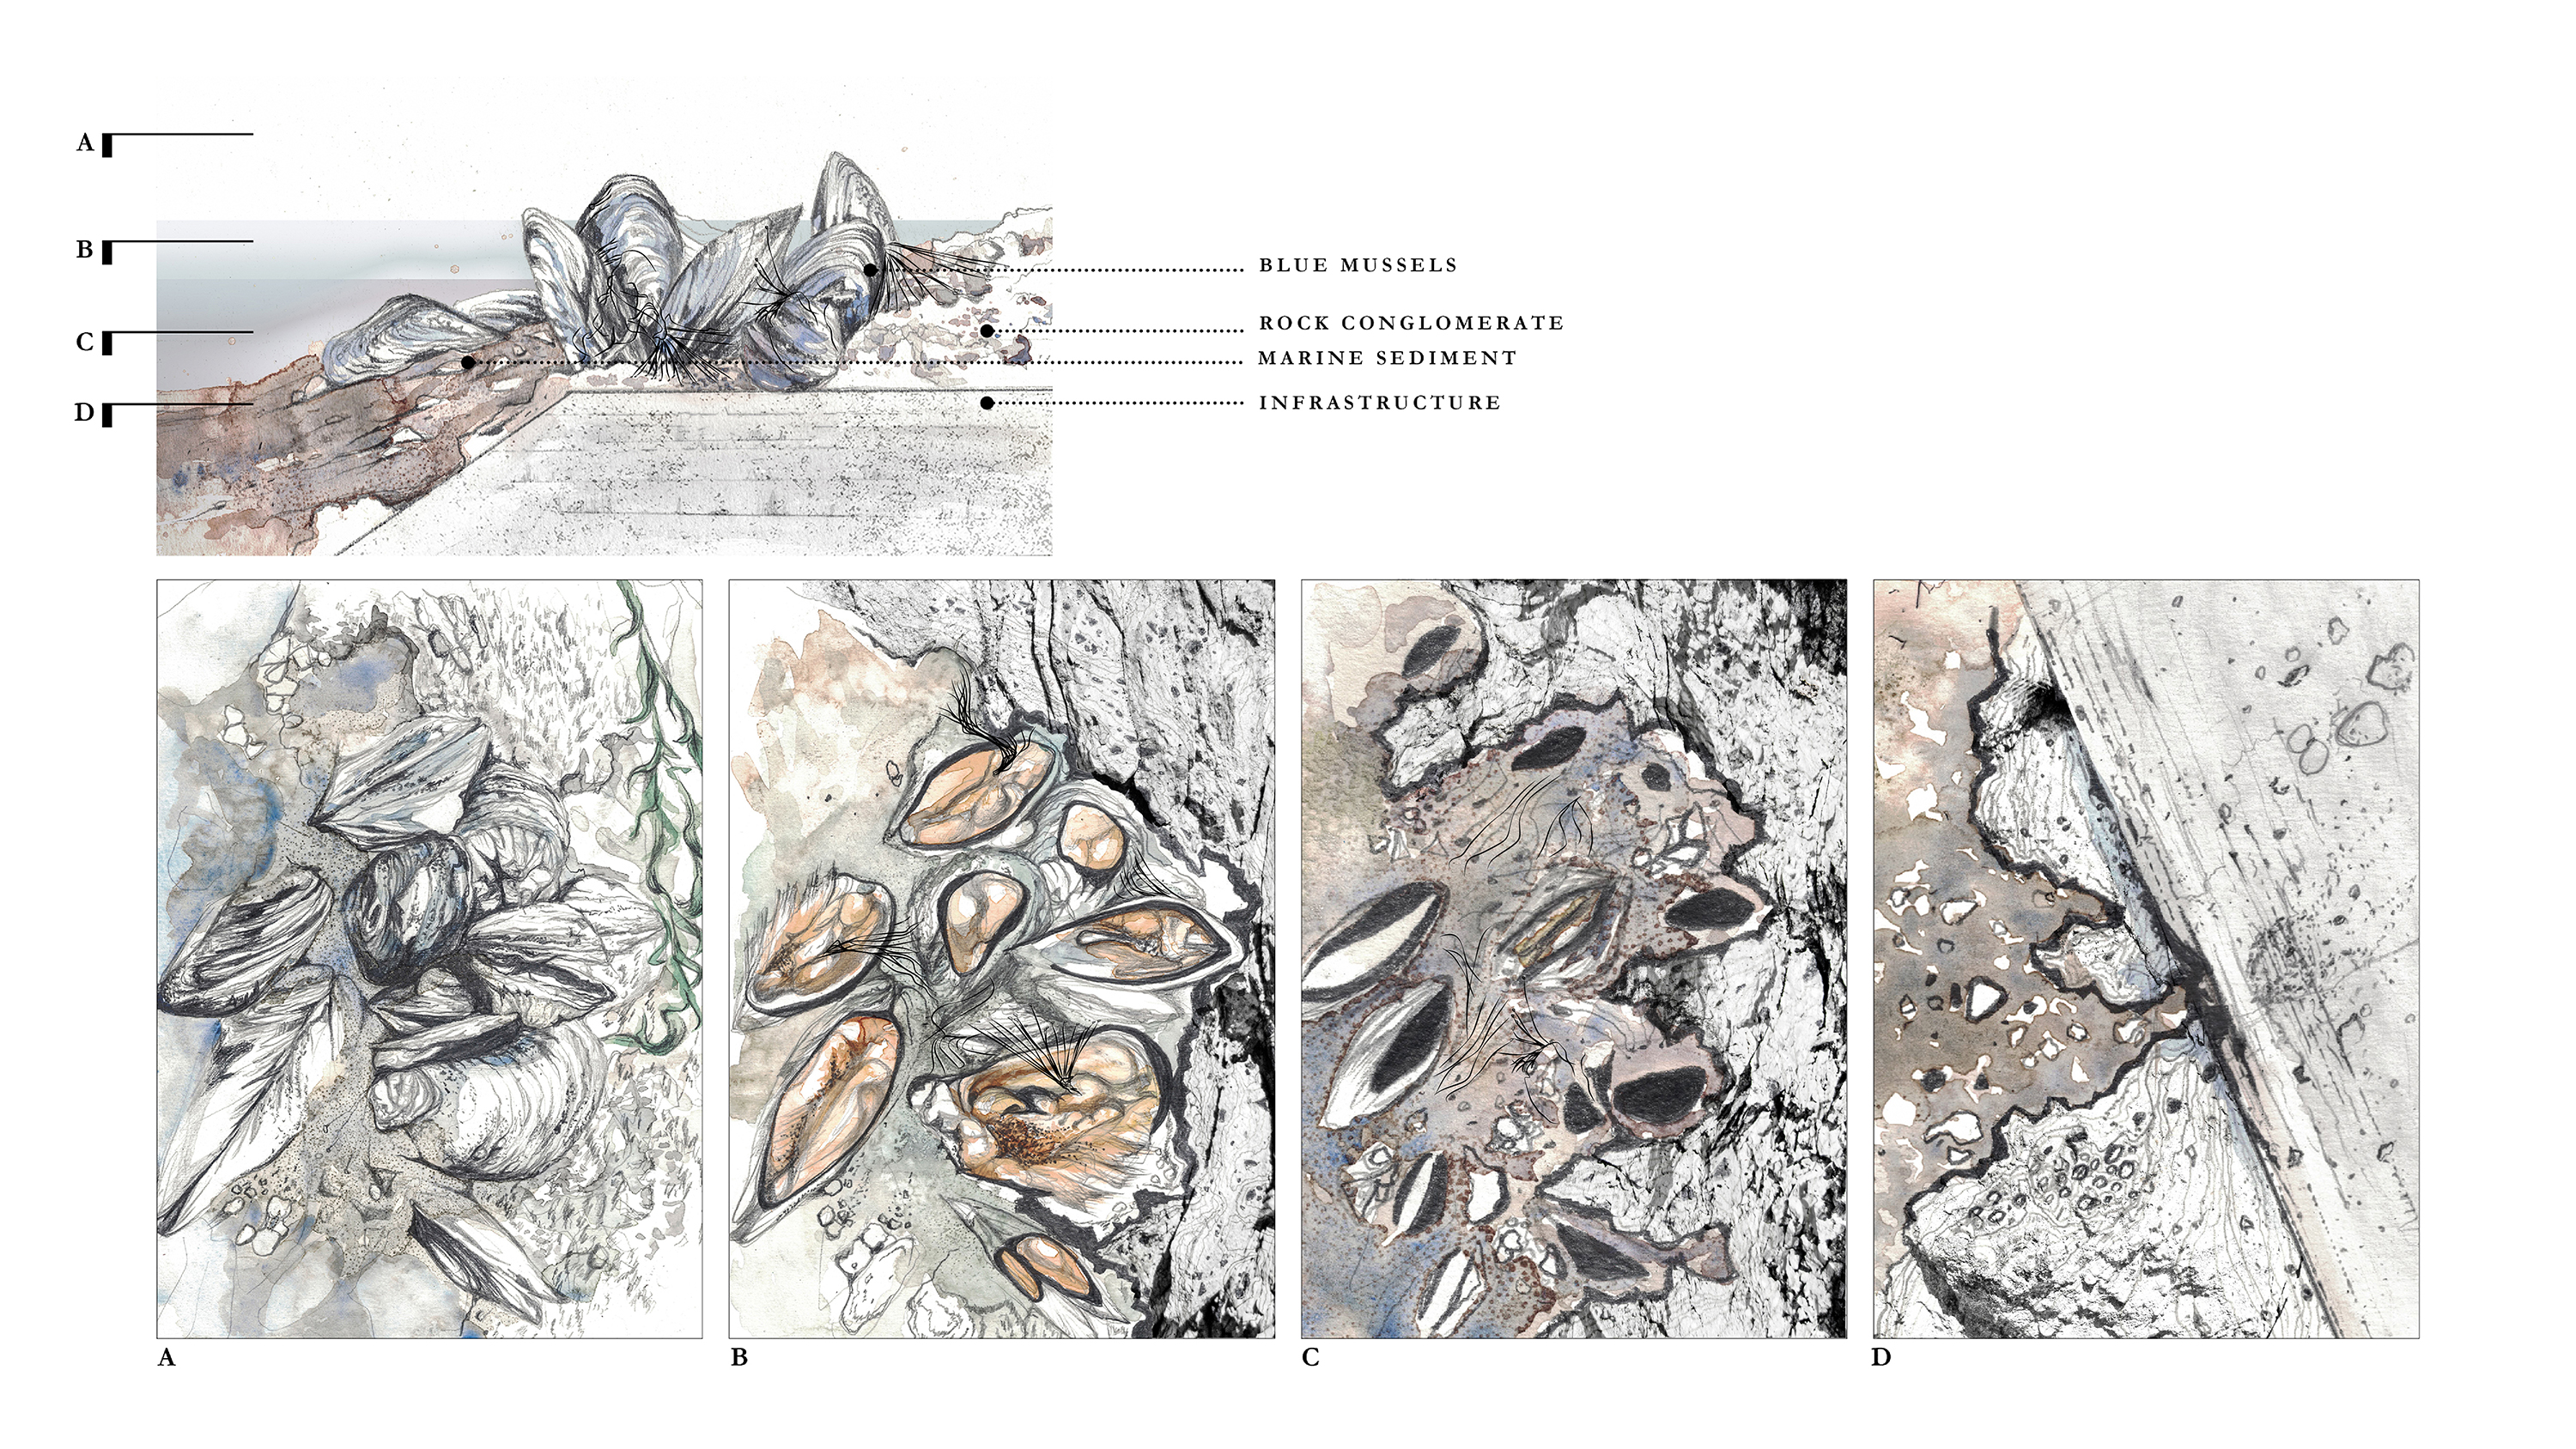 A
B
C
D
BLUE MUSSELS
ROCK CONGLOMERATE
MARINE SEDIMENT
INFRASTRUCTURE
A
B
C
D